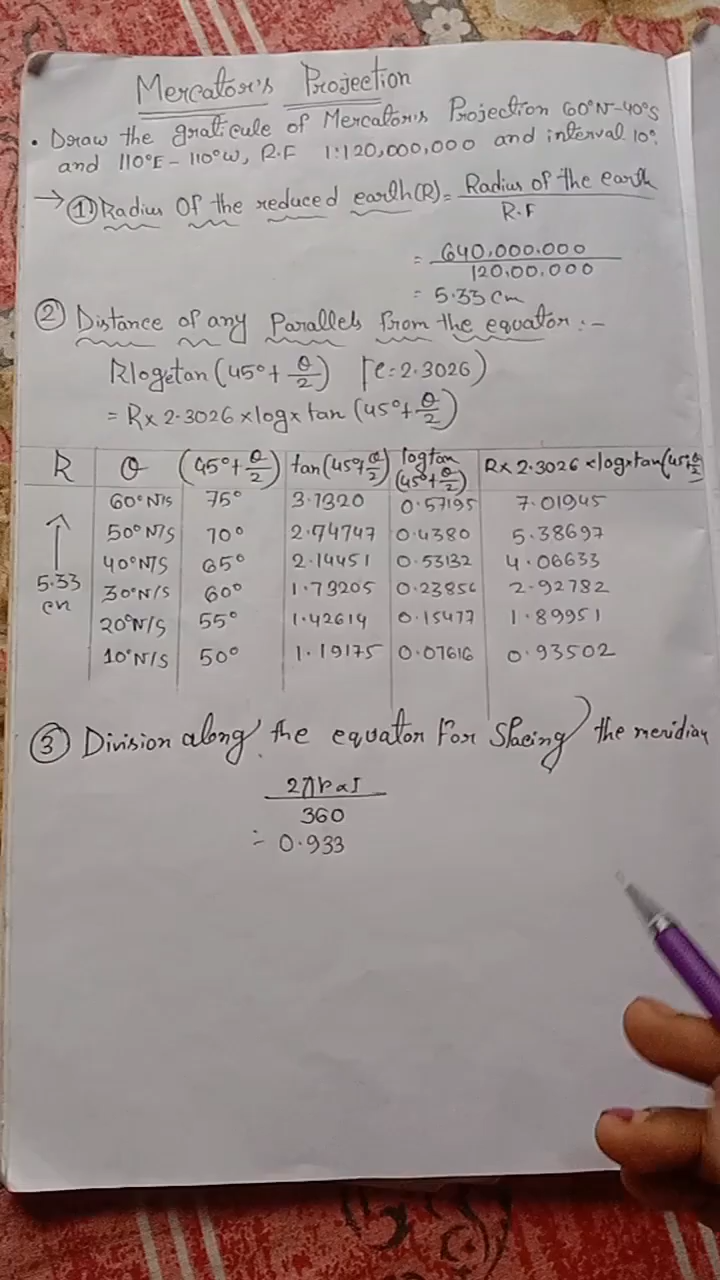 Mercator's Projection
• Draw the graticule of Mercator's Projection 60°N-40°S
and 110°E - 110°W, R.F 1:120,000,000 and interval 10°.
→ ① Radius Of the reduced earth(R) = Radius of the earth
R.F
= 640,000.000
120,00,000
= 5.33 cm
② Distance of any Parallels from the equator :-
Rlogetan (45°+ θ/2) [e = 2.3026)
= R x 2.3026 x logx tan (45°+ θ/2)
R θ (45°+ θ/2) tan(45°+θ/2) logtan (45°+θ/2) Rx 2.3026 xlogxtan(45+θ/2
60°N/S 75° 3.7320 0.57195 7.01945
50°N/S 70° 2.74747 0.4380 5.38697
40°N/S 65° 2.14451 0.53132 4.06633
5.33 cm 30°N/S 60° 1.73205 0.23856 2.92782
20°N/S 55° 1.42614 0.15477 1.89951
10°N/S 50° 1.19175 0.07616 0.93502
③ Division along the equator For Spacing the meridian
2πr×I
360
= 0.933